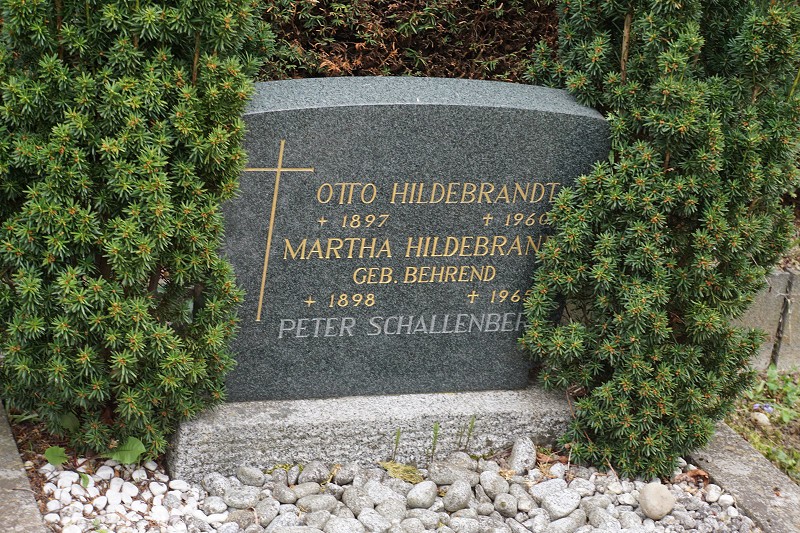 OTTO HILDEBRANDT
+ 1897 ✝ 1960
MARTHA HILDEBRAN
GEB. BEHREND
+ 1898 ✝ 196
PETER SCHALLENBER